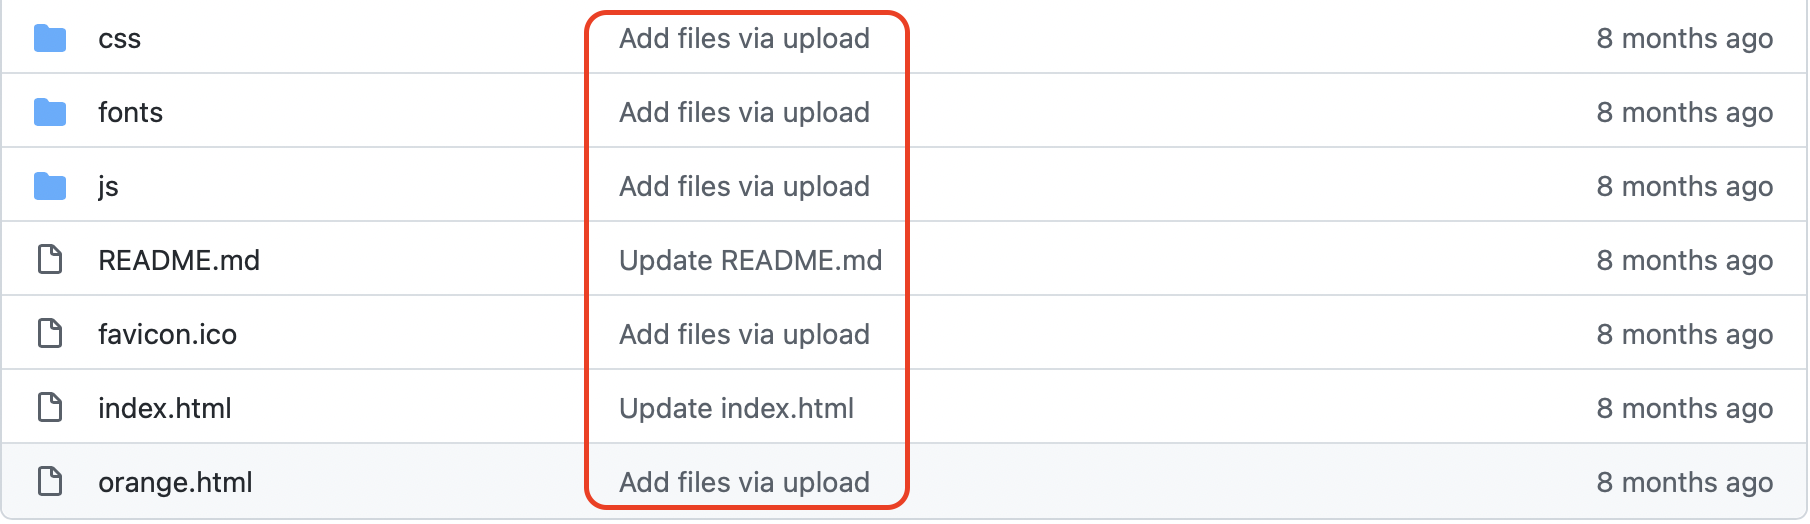 css Add files via upload 8 months ago
fonts Add files via upload 8 months ago
js Add files via upload 8 months ago
README.md Update README.md 8 months ago
favicon.ico Add files via upload 8 months ago
index.html Update index.html 8 months ago
orange.html Add files via upload 8 months ago